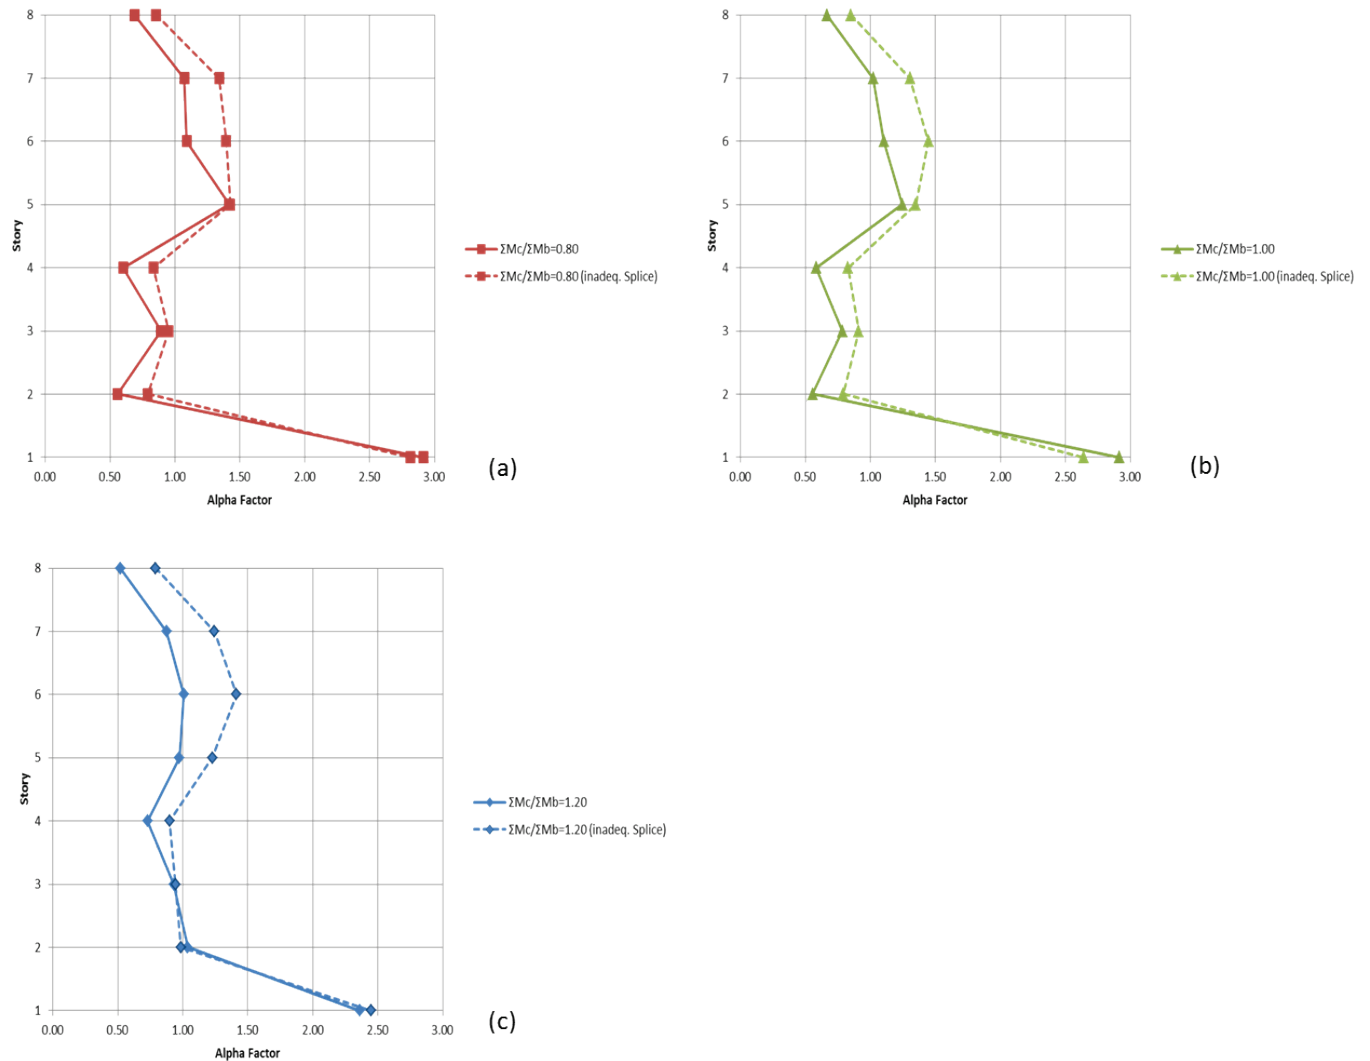 8
7
6
5
4
3
2
1
Story
0.00 0.50 1.00 1.50 2.00 2.50 3.00
Alpha Factor
ΣMc/ΣMb=0.80
ΣMc/ΣMb=0.80 (inadeq. Splice)
(a)
8
7
6
5
4
3
2
1
Story
0.00 0.50 1.00 1.50 2.00 2.50 3.00
Alpha Factor
ΣMc/ΣMb=1.00
ΣMc/ΣMb=1.00 (inadeq. Splice)
(b)
8
7
6
5
4
3
2
1
Story
0.00 0.50 1.00 1.50 2.00 2.50 3.00
Alpha Factor
ΣMc/ΣMb=1.20
ΣMc/ΣMb=1.20 (inadeq. Splice)
(c)